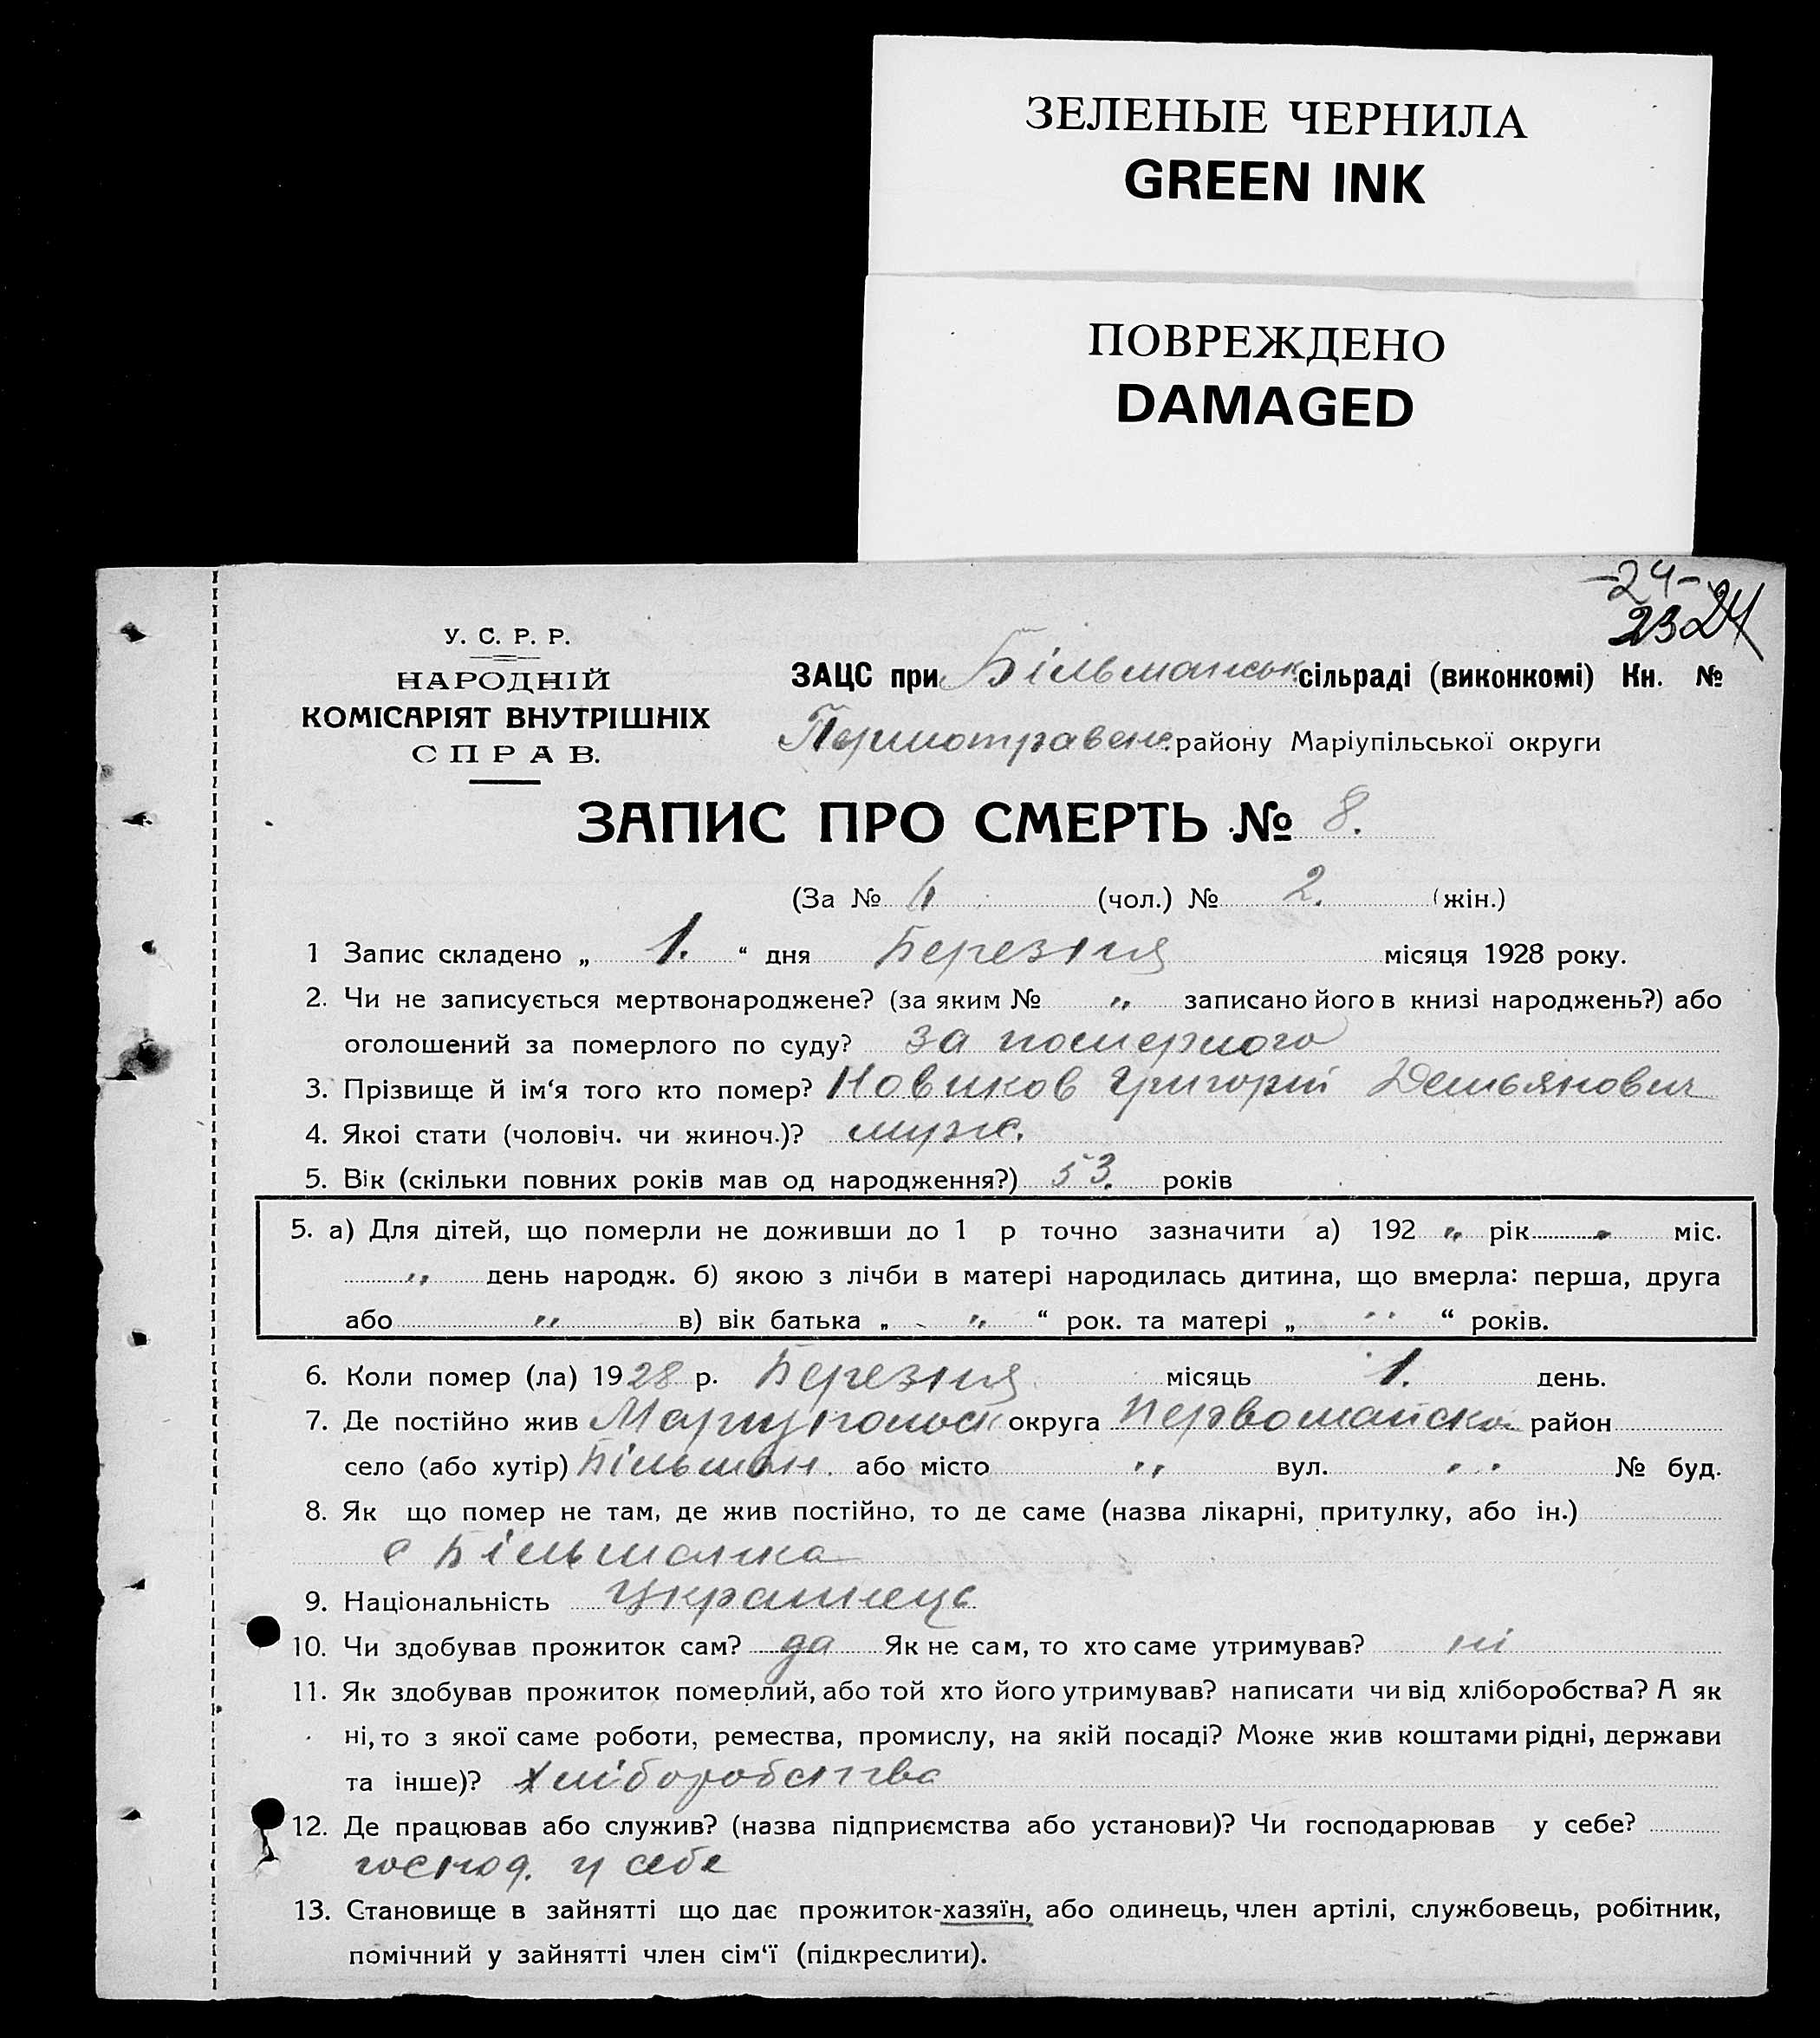 ЗЕЛЕНЫЕ ЧЕРНИЛА
GREEN INK
ПОВРЕЖДЕНО
DAMAGED
-24-
23 24
У. С. Р. Р.
НАРОДНІЙ
КОМІСАРІЯТ ВНУТРІШНІХ
СПРАВ.
ЗАЦС при Більманськ. сільраді (виконкомі) Кн. №
Першотравенс. району Маріупільської округи
ЗАПИС ПРО СМЕРТЬ № 8.
(За № (чол.) № 2. (жін.)
1 Запис складено „ 1. “ дня Березня місяця 1928 року.
2. Чи не записується мертвонароджене? (за яким № „ записано його в книзі народжень?) або
оголошений за померлого по суду? за померлого
3. Прізвище й ім‘я того кто помер? Новиков Григорій Демьянович
4. Якоі стати (чоловіч. чи жиноч.)? мужс.
5. Вік (скільки повних років мав од народження?) 53. років
5. а) Для дітей, що померли не доживши до 1 р точно зазначити а) 192 „ рік „ міс.
„ день народж. б) якою з лічби в матері народилась дитина, що вмерла: перша, друга
або „ в) вік батька „ „ “ рок. та матері „ „ “ років.
6. Коли помер (ла) 1928 р. Березня місяць 1. день.
7. Де постійно жив Мариупольск округа Первомайска район
село (або хутір) Більман. або місто „ вул. „ № буд.
8. Як що помер не там, де жив постійно, то де саме (назва лікарні, притулку, або ін.)
с Більманка
9. Національність Украинець
10. Чи здобував прожиток сам? да Як не сам, то хто саме утримував? ні
11. Як здобував прожиток померлий, або той хто його утримував? написати чи від хліборобства? А як
ні, то з якої саме роботи, ремества, промислу, на якій посаді? Може жив коштами рідні, держави
та інше)? хліборобства
12. Де працював або служив? (назва підприємства або установи)? Чи господарював у себе?
господ. у себе
13. Становище в зайнятті що дає прожиток-хазяїн, або одинець, член артілі, службовець, робітник,
помічний у зайнятті член сім‘ї (підкреслити).